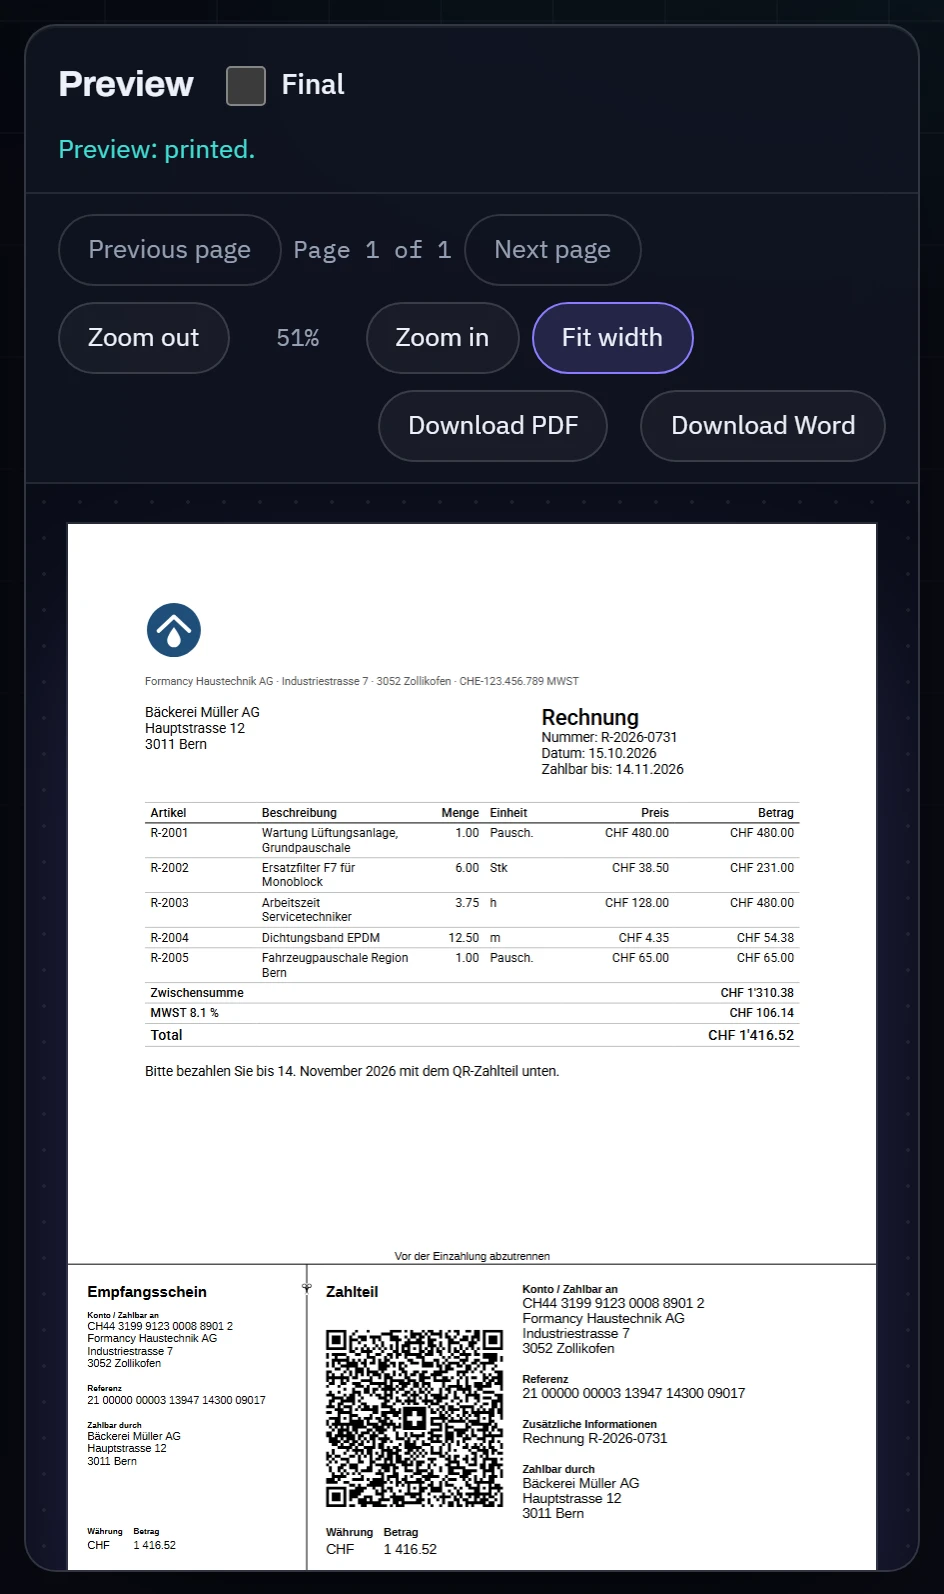 Preview Final
Preview: printed.
Previous page Page 1 of 1 Next page
Zoom out 51% Zoom in Fit width
Download PDF Download Word
Formancy Haustechnik AG · Industriestrasse 7 · 3052 Zollikofen · CHE-123.456.789 MWST
Bäckerei Müller AG
Hauptstrasse 12
3011 Bern
Rechnung
Nummer: R-2026-0731
Datum: 15.10.2026
Zahlbar bis: 14.11.2026
Artikel Beschreibung Menge Einheit Preis Betrag
R-2001 Wartung Lüftungsanlage, 1.00 Pausch. CHF 480.00 CHF 480.00
Grundpauschale
R-2002 Ersatzfilter F7 für 6.00 Stk CHF 38.50 CHF 231.00
Monoblock
R-2003 Arbeitszeit 3.75 h CHF 128.00 CHF 480.00
Servicetechniker
R-2004 Dichtungsband EPDM 12.50 m CHF 4.35 CHF 54.38
R-2005 Fahrzeugpauschale Region 1.00 Pausch. CHF 65.00 CHF 65.00
Bern
Zwischensumme CHF 1'310.38
MWST 8.1 % CHF 106.14
Total CHF 1'416.52
Bitte bezahlen Sie bis 14. November 2026 mit dem QR-Zahlteil unten.
Vor der Einzahlung abzutrennen
Empfangsschein
Konto / Zahlbar an
CH44 3199 9123 0008 8901 2
Formancy Haustechnik AG
Industriestrasse 7
3052 Zollikofen
Referenz
21 00000 00003 13947 14300 09017
Zahlbar durch
Bäckerei Müller AG
Hauptstrasse 12
3011 Bern
Währung Betrag
CHF 1 416.52
Zahlteil
Währung Betrag
CHF 1 416.52
Konto / Zahlbar an
CH44 3199 9123 0008 8901 2
Formancy Haustechnik AG
Industriestrasse 7
3052 Zollikofen
Referenz
21 00000 00003 13947 14300 09017
Zusätzliche Informationen
Rechnung R-2026-0731
Zahlbar durch
Bäckerei Müller AG
Hauptstrasse 12
3011 Bern